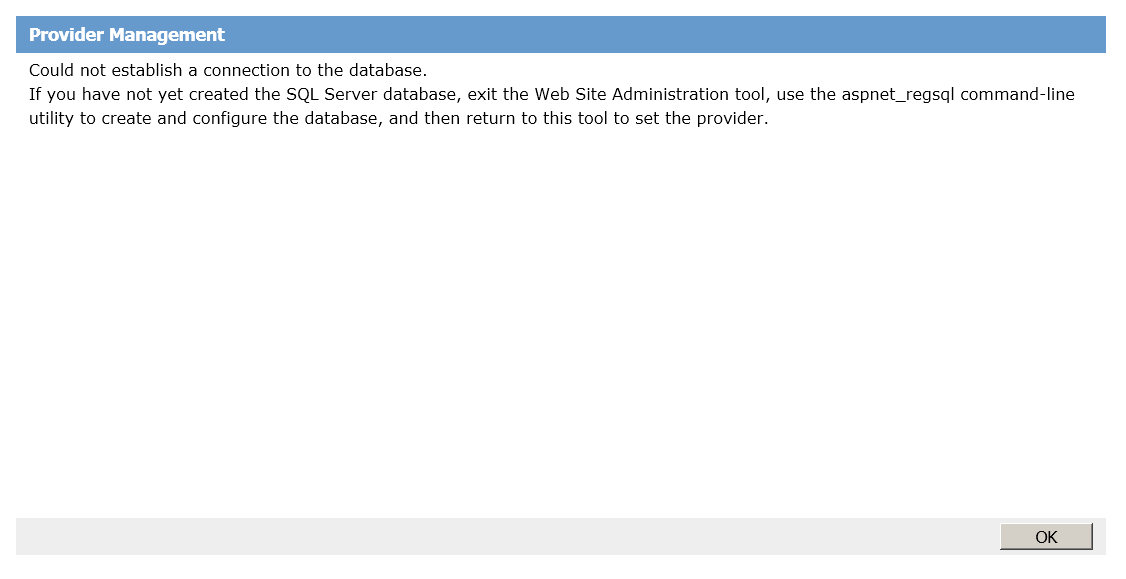 Provider Management
Could not establish a connection to the database.
If you have not yet created the SQL Server database, exit the Web Site Administration tool, use the aspnet_regsql command-line
utility to create and configure the database, and then return to this tool to set the provider.
OK